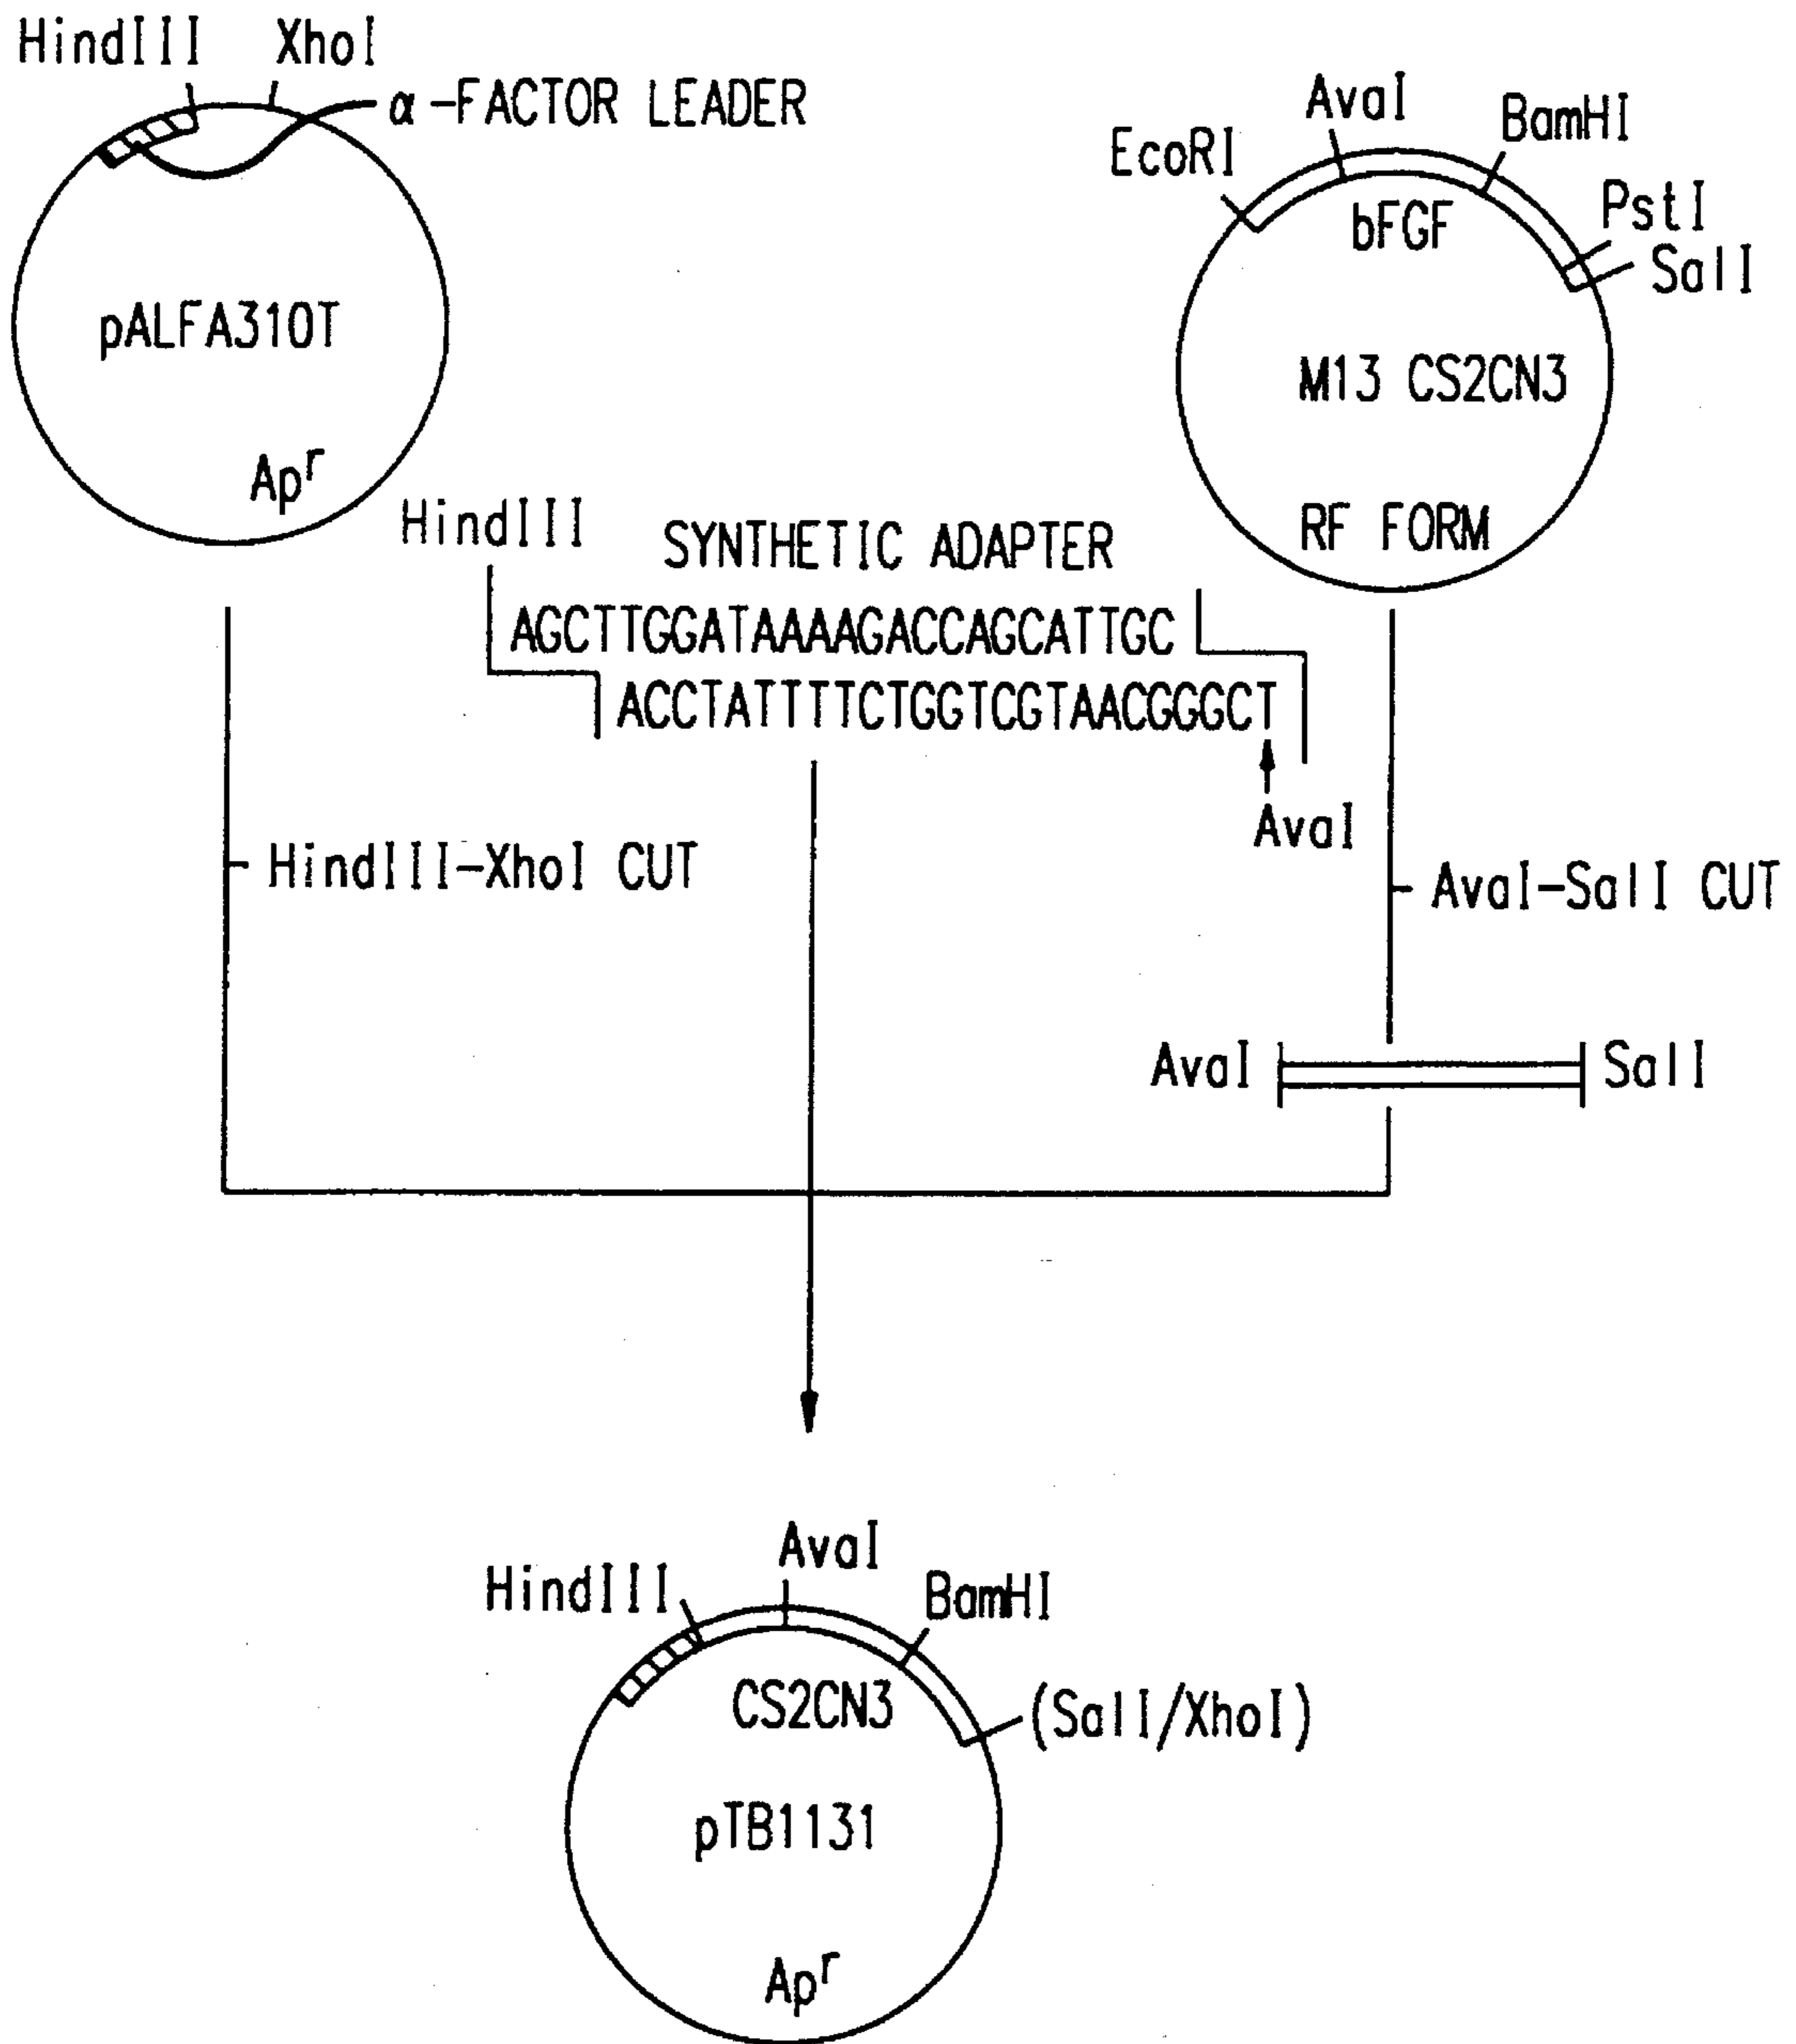 HindIII XhoI
α-FACTOR LEADER
pALFA310T
Apr
AvaI
BamHI
EcoRI
PstI
bFGF
SalI
M13 CS2CN3
RF FORM
HindIII
SYNTHETIC ADAPTER
AGCTTGGATAAAAGACCAGCATTGC
ACCTATTTTCTGGTCGTAACGGGCT
AvaI
HindIII-XhoI CUT
AvaI-SalI CUT
AvaI
SalI
AvaI
HindIII
BamHI
CS2CN3
(SalI/XhoI)
pTB1131
Apr